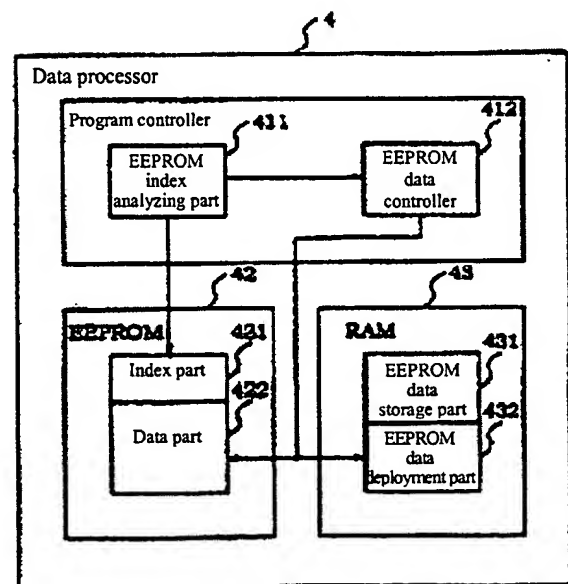 4
Data processor
Program controller
411
412
EEPROM
index
analyzing part
EEPROM
data
controller
42
43
EEPROM
RAM
421
431
Index part
422
Data part
EEPROM
data
storage part
432
EEPROM
data
deployment part